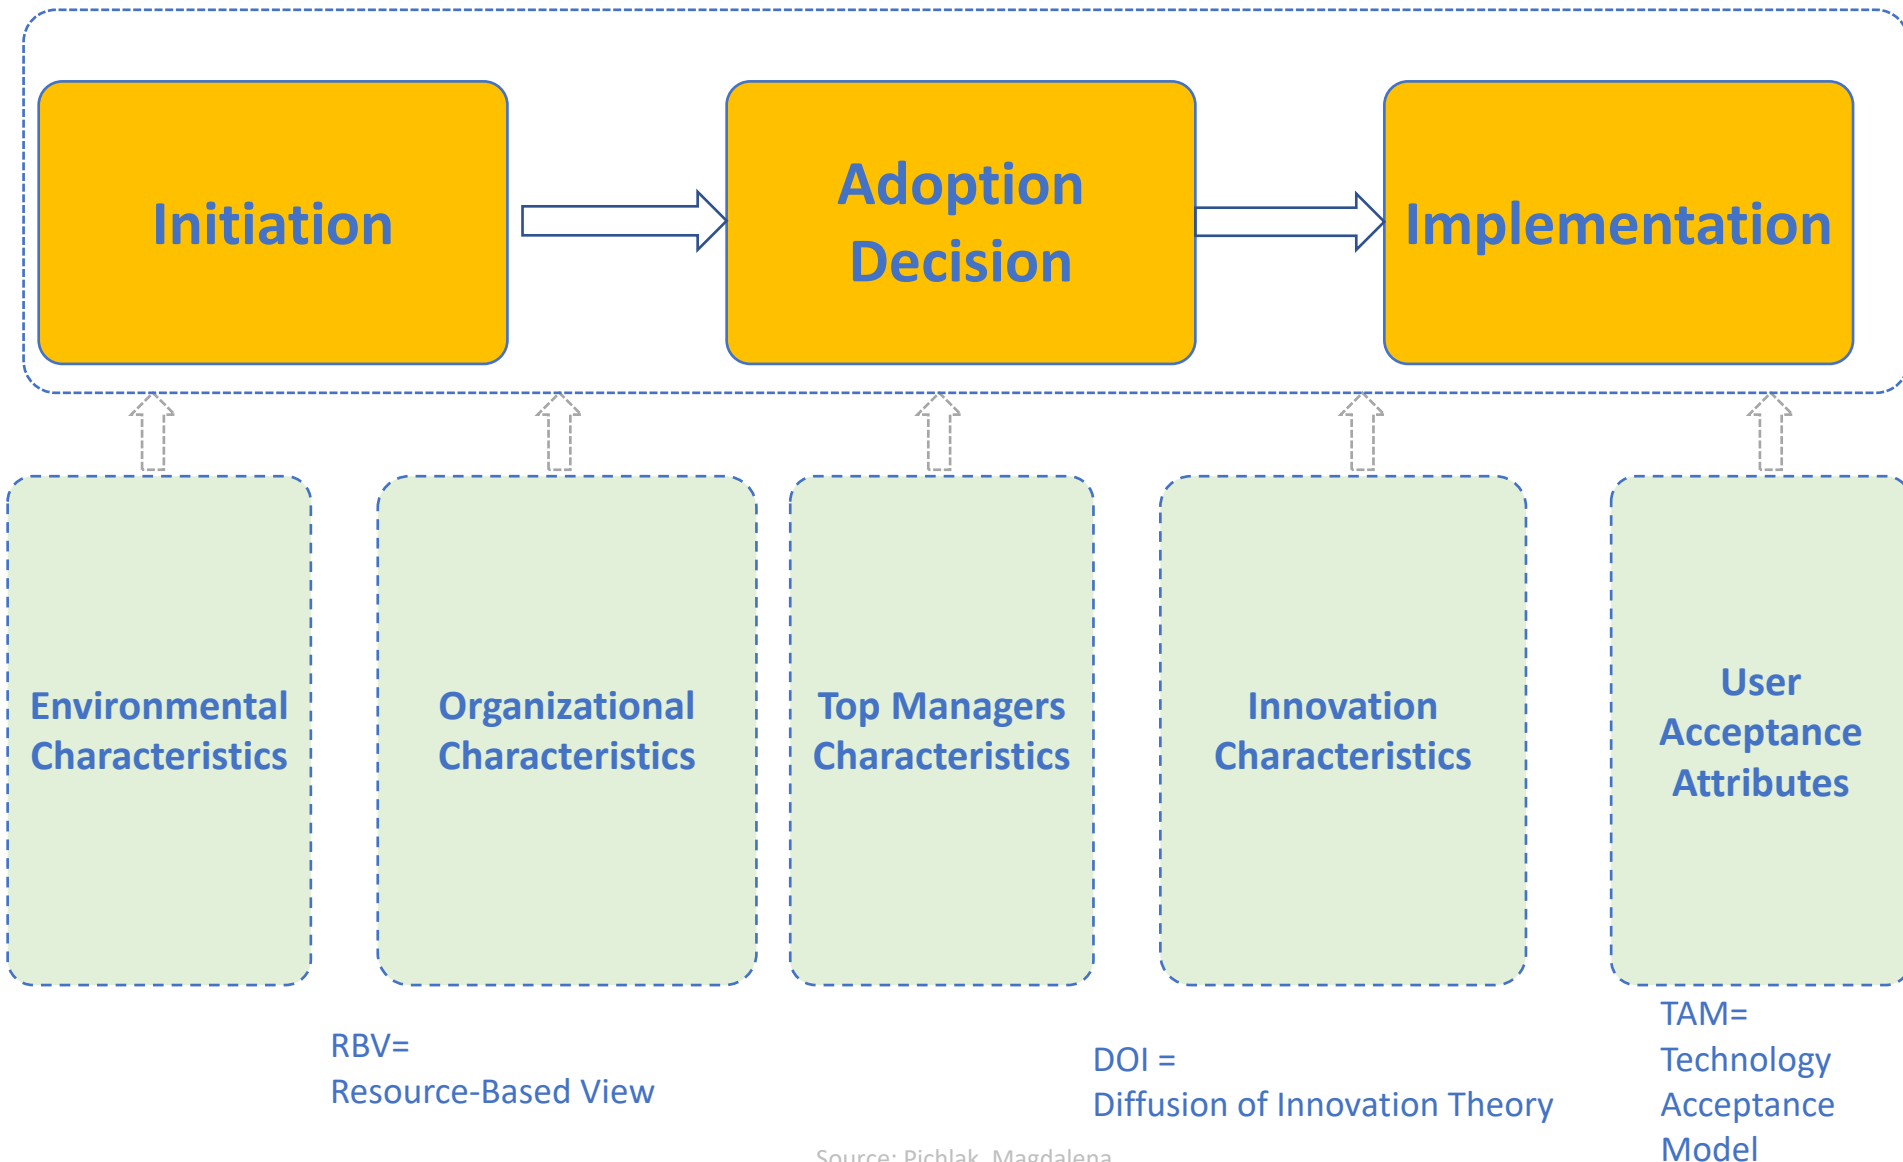 Initiation
Adoption
Decision
Implementation
Environmental
Characteristics
Organizational
Characteristics
Top Managers
Characteristics
Innovation
Characteristics
User
Acceptance
Attributes
RBV=
Resource-Based View
DOI =
Diffusion of Innovation Theory
TAM=
Technology
Acceptance
Model
Source: Pichlak, Magdalena